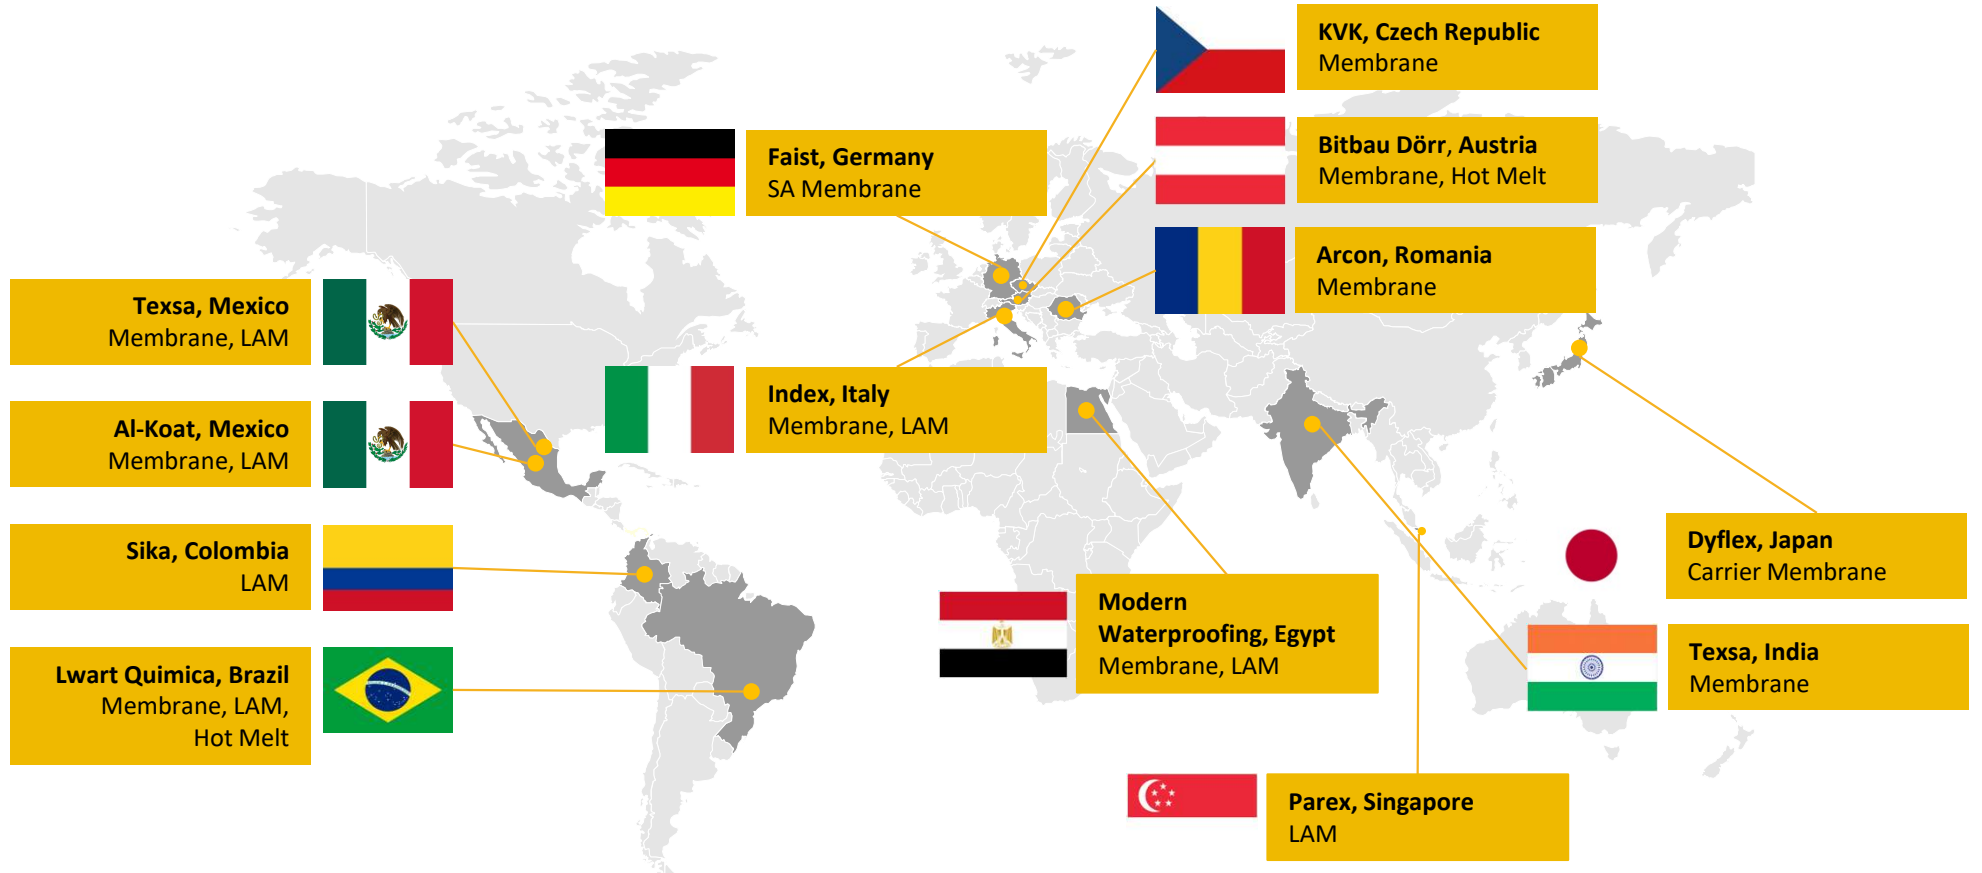 KVK, Czech Republic
Membrane
Bitbau Dörr, Austria
Membrane, Hot Melt
Faist, Germany
SA Membrane
Arcon, Romania
Membrane
Texsa, Mexico
Membrane, LAM
Index, Italy
Membrane, LAM
Al-Koat, Mexico
Membrane, LAM
Sika, Colombia
LAM
Dyflex, Japan
Carrier Membrane
Modern
Waterproofing, Egypt
Membrane, LAM
Texsa, India
Membrane
Lwart Quimica, Brazil
Membrane, LAM,
Hot Melt
Parex, Singapore
LAM